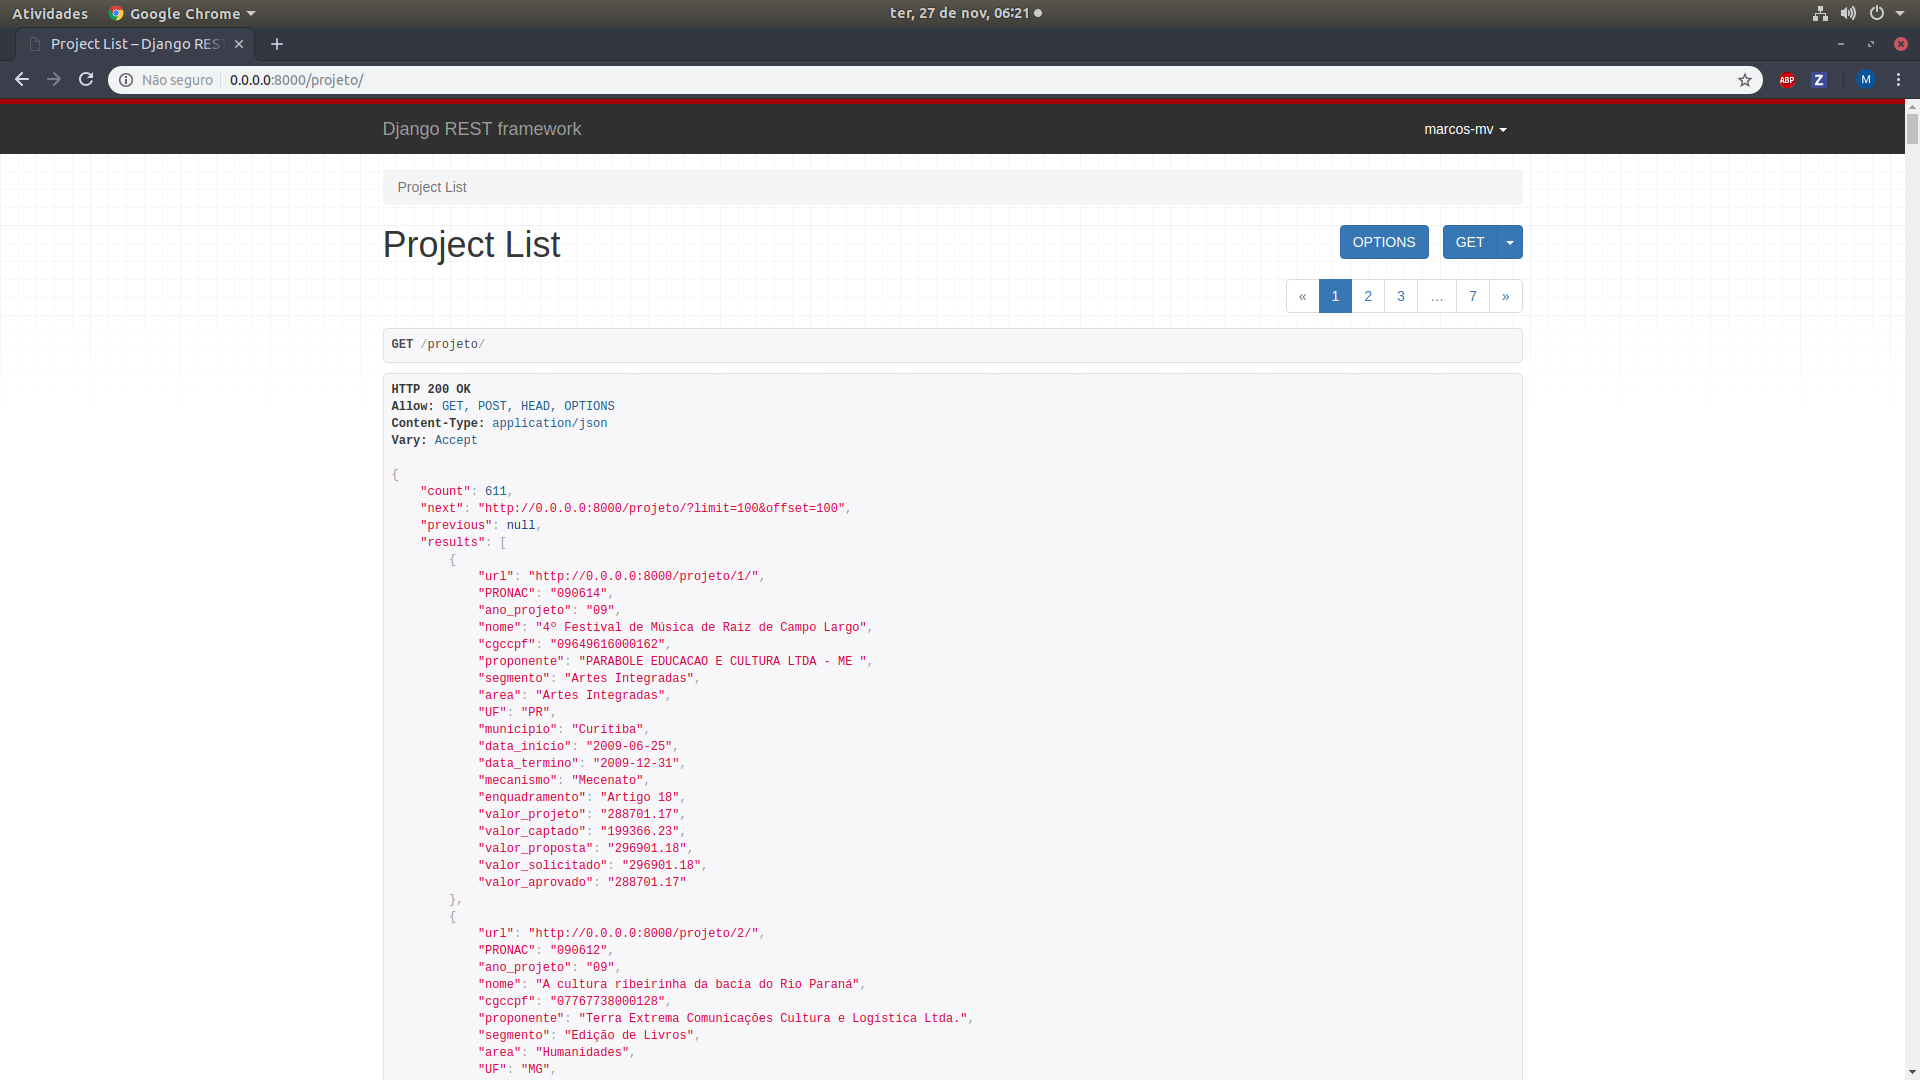 Atividades Google Chrome ter, 27 de nov, 06:21
Project List – Django REST
Não seguro 0.0.0.0:8000/projeto/ ABP Z M
Django REST framework marcos-mv
Project List
Project List OPTIONS GET
« 1 2 3 … 7 »
GET /projeto/
HTTP 200 OK
Allow: GET, POST, HEAD, OPTIONS
Content-Type: application/json
Vary: Accept
{
"count": 611,
"next": "http://0.0.0.0:8000/projeto/?limit=100&offset=100",
"previous": null,
"results": [
{
"url": "http://0.0.0.0:8000/projeto/1/",
"PRONAC": "090614",
"ano_projeto": "09",
"nome": "4º Festival de Música de Raiz de Campo Largo",
"cgccpf": "09649616000162",
"proponente": "PARABOLE EDUCACAO E CULTURA LTDA - ME ",
"segmento": "Artes Integradas",
"area": "Artes Integradas",
"UF": "PR",
"municipio": "Curitiba",
"data_inicio": "2009-06-25",
"data_termino": "2009-12-31",
"mecanismo": "Mecenato",
"enquadramento": "Artigo 18",
"valor_projeto": "288701.17",
"valor_captado": "199366.23",
"valor_proposta": "296901.18",
"valor_solicitado": "296901.18",
"valor_aprovado": "288701.17"
},
{
"url": "http://0.0.0.0:8000/projeto/2/",
"PRONAC": "090612",
"ano_projeto": "09",
"nome": "A cultura ribeirinha da bacia do Rio Paraná",
"cgccpf": "07767738000128",
"proponente": "Terra Extrema Comunicações Cultura e Logística Ltda.",
"segmento": "Edição de Livros",
"area": "Humanidades",
"UF": "MG",